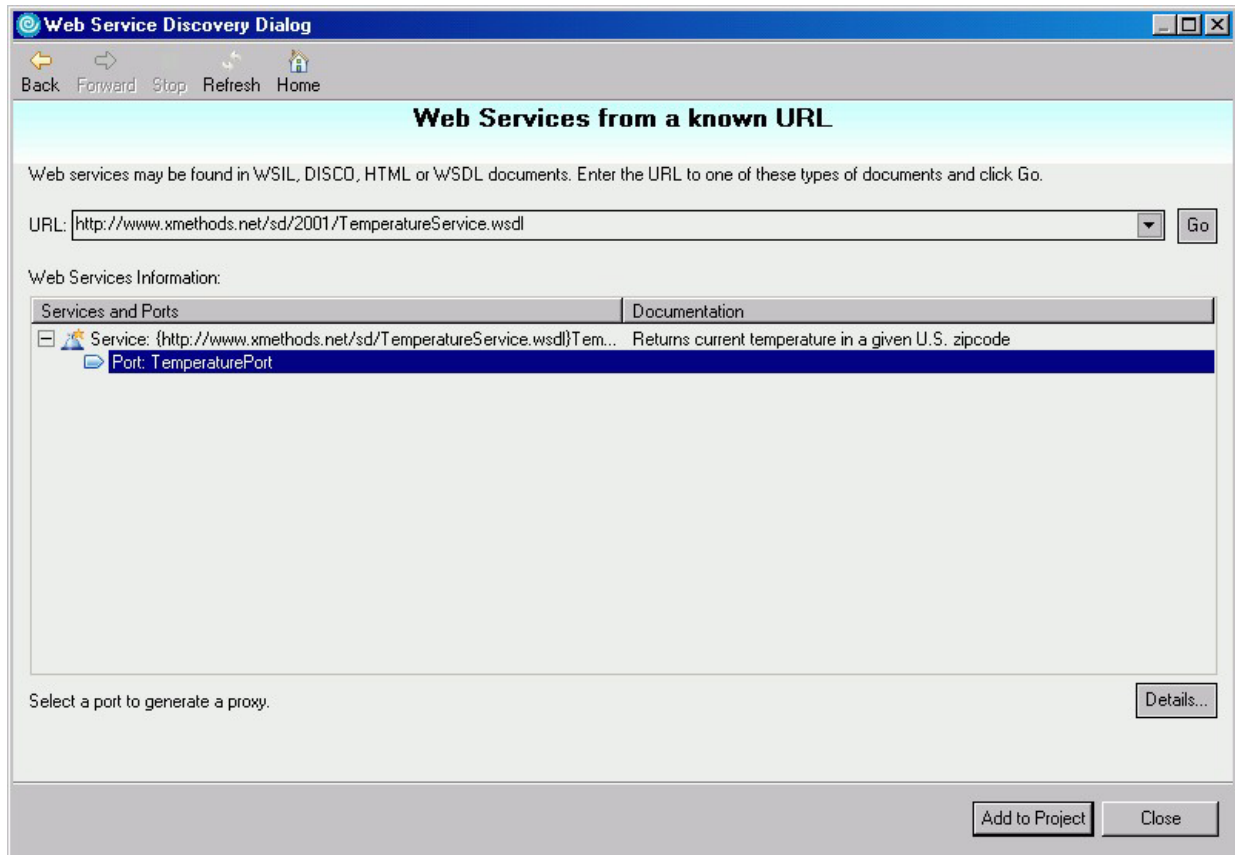 Web Service Discovery Dialog
Back Forward Stop Refresh Home
Web Services from a known URL
Web services may be found in WSIL, DISCO, HTML or WSDL documents. Enter the URL to one of these types of documents and click Go.
URL: http://www.xmethods.net/sd/2001/TemperatureService.wsdl Go
Web Services Information:
Services and Ports Documentation
Service: {http://www.xmethods.net/sd/TemperatureService.wsdl}Tem... Returns current temperature in a given U.S. zipcode
Port: TemperaturePort
Select a port to generate a proxy. Details...
Add to Project Close